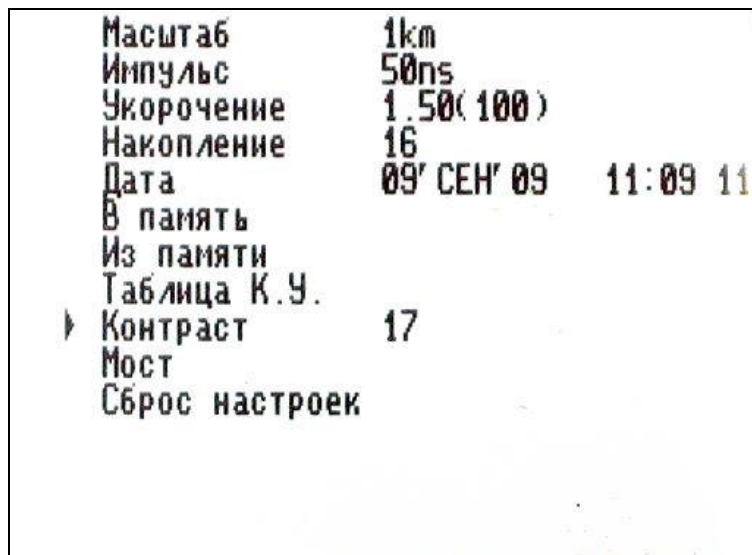 Масштаб 1km
Импульс 50ns
Укорочение 1.50(100)
Накопление 16
Дата 09' СЕН' 09 11:09 11
В память
Из памяти
Таблица К.У.
Контраст 17
Мост
Сброс настроек